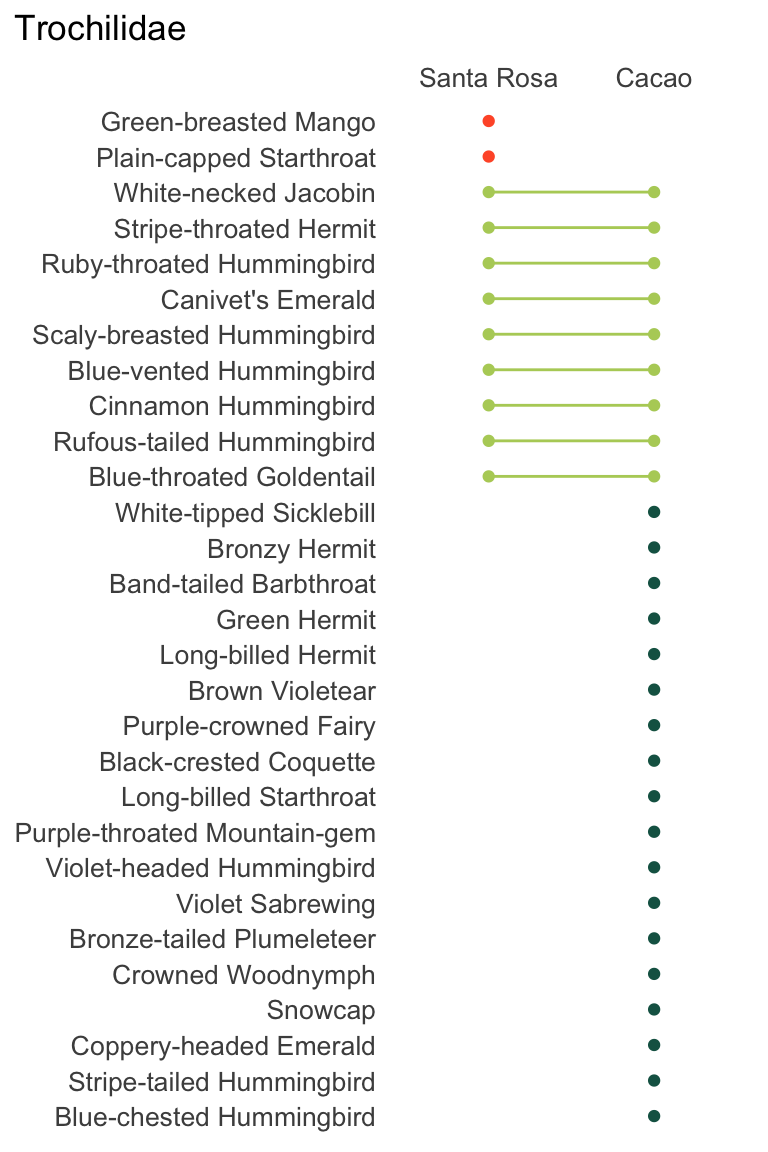 Trochilidae
Santa Rosa Cacao
Green-breasted Mango
Plain-capped Starthroat
White-necked Jacobin
Stripe-throated Hermit
Ruby-throated Hummingbird
Canivet's Emerald
Scaly-breasted Hummingbird
Blue-vented Hummingbird
Cinnamon Hummingbird
Rufous-tailed Hummingbird
Blue-throated Goldentail
White-tipped Sicklebill
Bronzy Hermit
Band-tailed Barbthroat
Green Hermit
Long-billed Hermit
Brown Violetear
Purple-crowned Fairy
Black-crested Coquette
Long-billed Starthroat
Purple-throated Mountain-gem
Violet-headed Hummingbird
Violet Sabrewing
Bronze-tailed Plumeleteer
Crowned Woodnymph
Snowcap
Coppery-headed Emerald
Stripe-tailed Hummingbird
Blue-chested Hummingbird